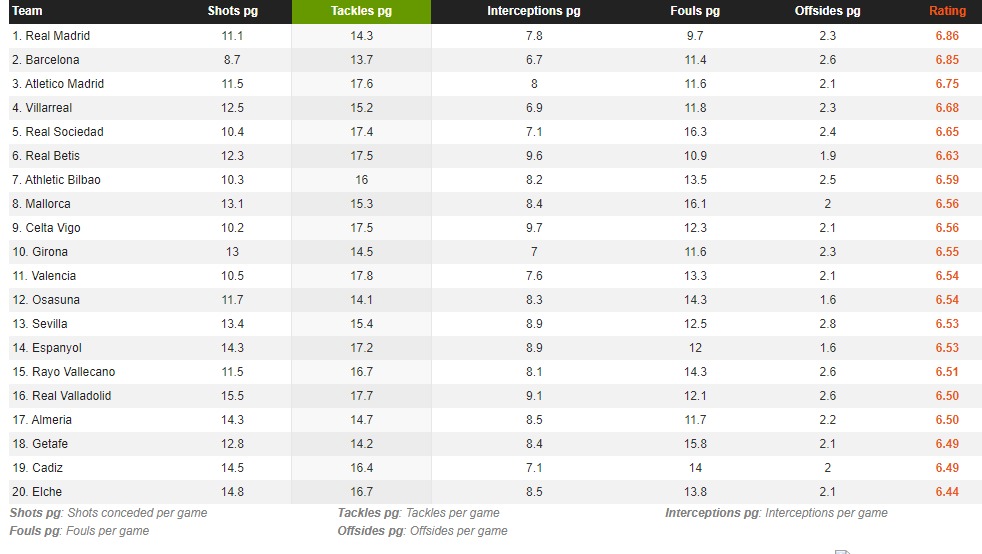 Team Shots pg Tackles pg Interceptions pg Fouls pg Offsides pg Rating
1. Real Madrid 11.1 14.3 7.8 9.7 2.3 6.86
2. Barcelona 8.7 13.7 6.7 11.4 2.6 6.85
3. Atletico Madrid 11.5 17.6 8 11.6 2.1 6.75
4. Villarreal 12.5 15.2 6.9 11.8 2.3 6.68
5. Real Sociedad 10.4 17.4 7.1 16.3 2.4 6.65
6. Real Betis 12.3 17.5 9.6 10.9 1.9 6.63
7. Athletic Bilbao 10.3 16 8.2 13.5 2.5 6.59
8. Mallorca 13.1 15.3 8.4 16.1 2 6.56
9. Celta Vigo 10.2 17.5 9.7 12.3 2.1 6.56
10. Girona 13 14.5 7 11.6 2.3 6.55
11. Valencia 10.5 17.8 7.6 13.3 2.1 6.54
12. Osasuna 11.7 14.1 8.3 14.3 1.6 6.54
13. Sevilla 13.4 15.4 8.9 12.5 2.8 6.53
14. Espanyol 14.3 17.2 8.9 12 1.6 6.53
15. Rayo Vallecano 11.5 16.7 8.1 14.3 2.6 6.51
16. Real Valladolid 15.5 17.7 9.1 12.1 2.6 6.50
17. Almeria 14.3 14.7 8.5 11.7 2.2 6.50
18. Getafe 12.8 14.2 8.4 15.8 2.1 6.49
19. Cadiz 14.5 16.4 7.1 14 2 6.49
20. Elche 14.8 16.7 8.5 13.8 2.1 6.44
Shots pg: Shots conceded per game Tackles pg: Tackles per game Interceptions pg: Interceptions per game
Fouls pg: Fouls per game Offsides pg: Offsides per game